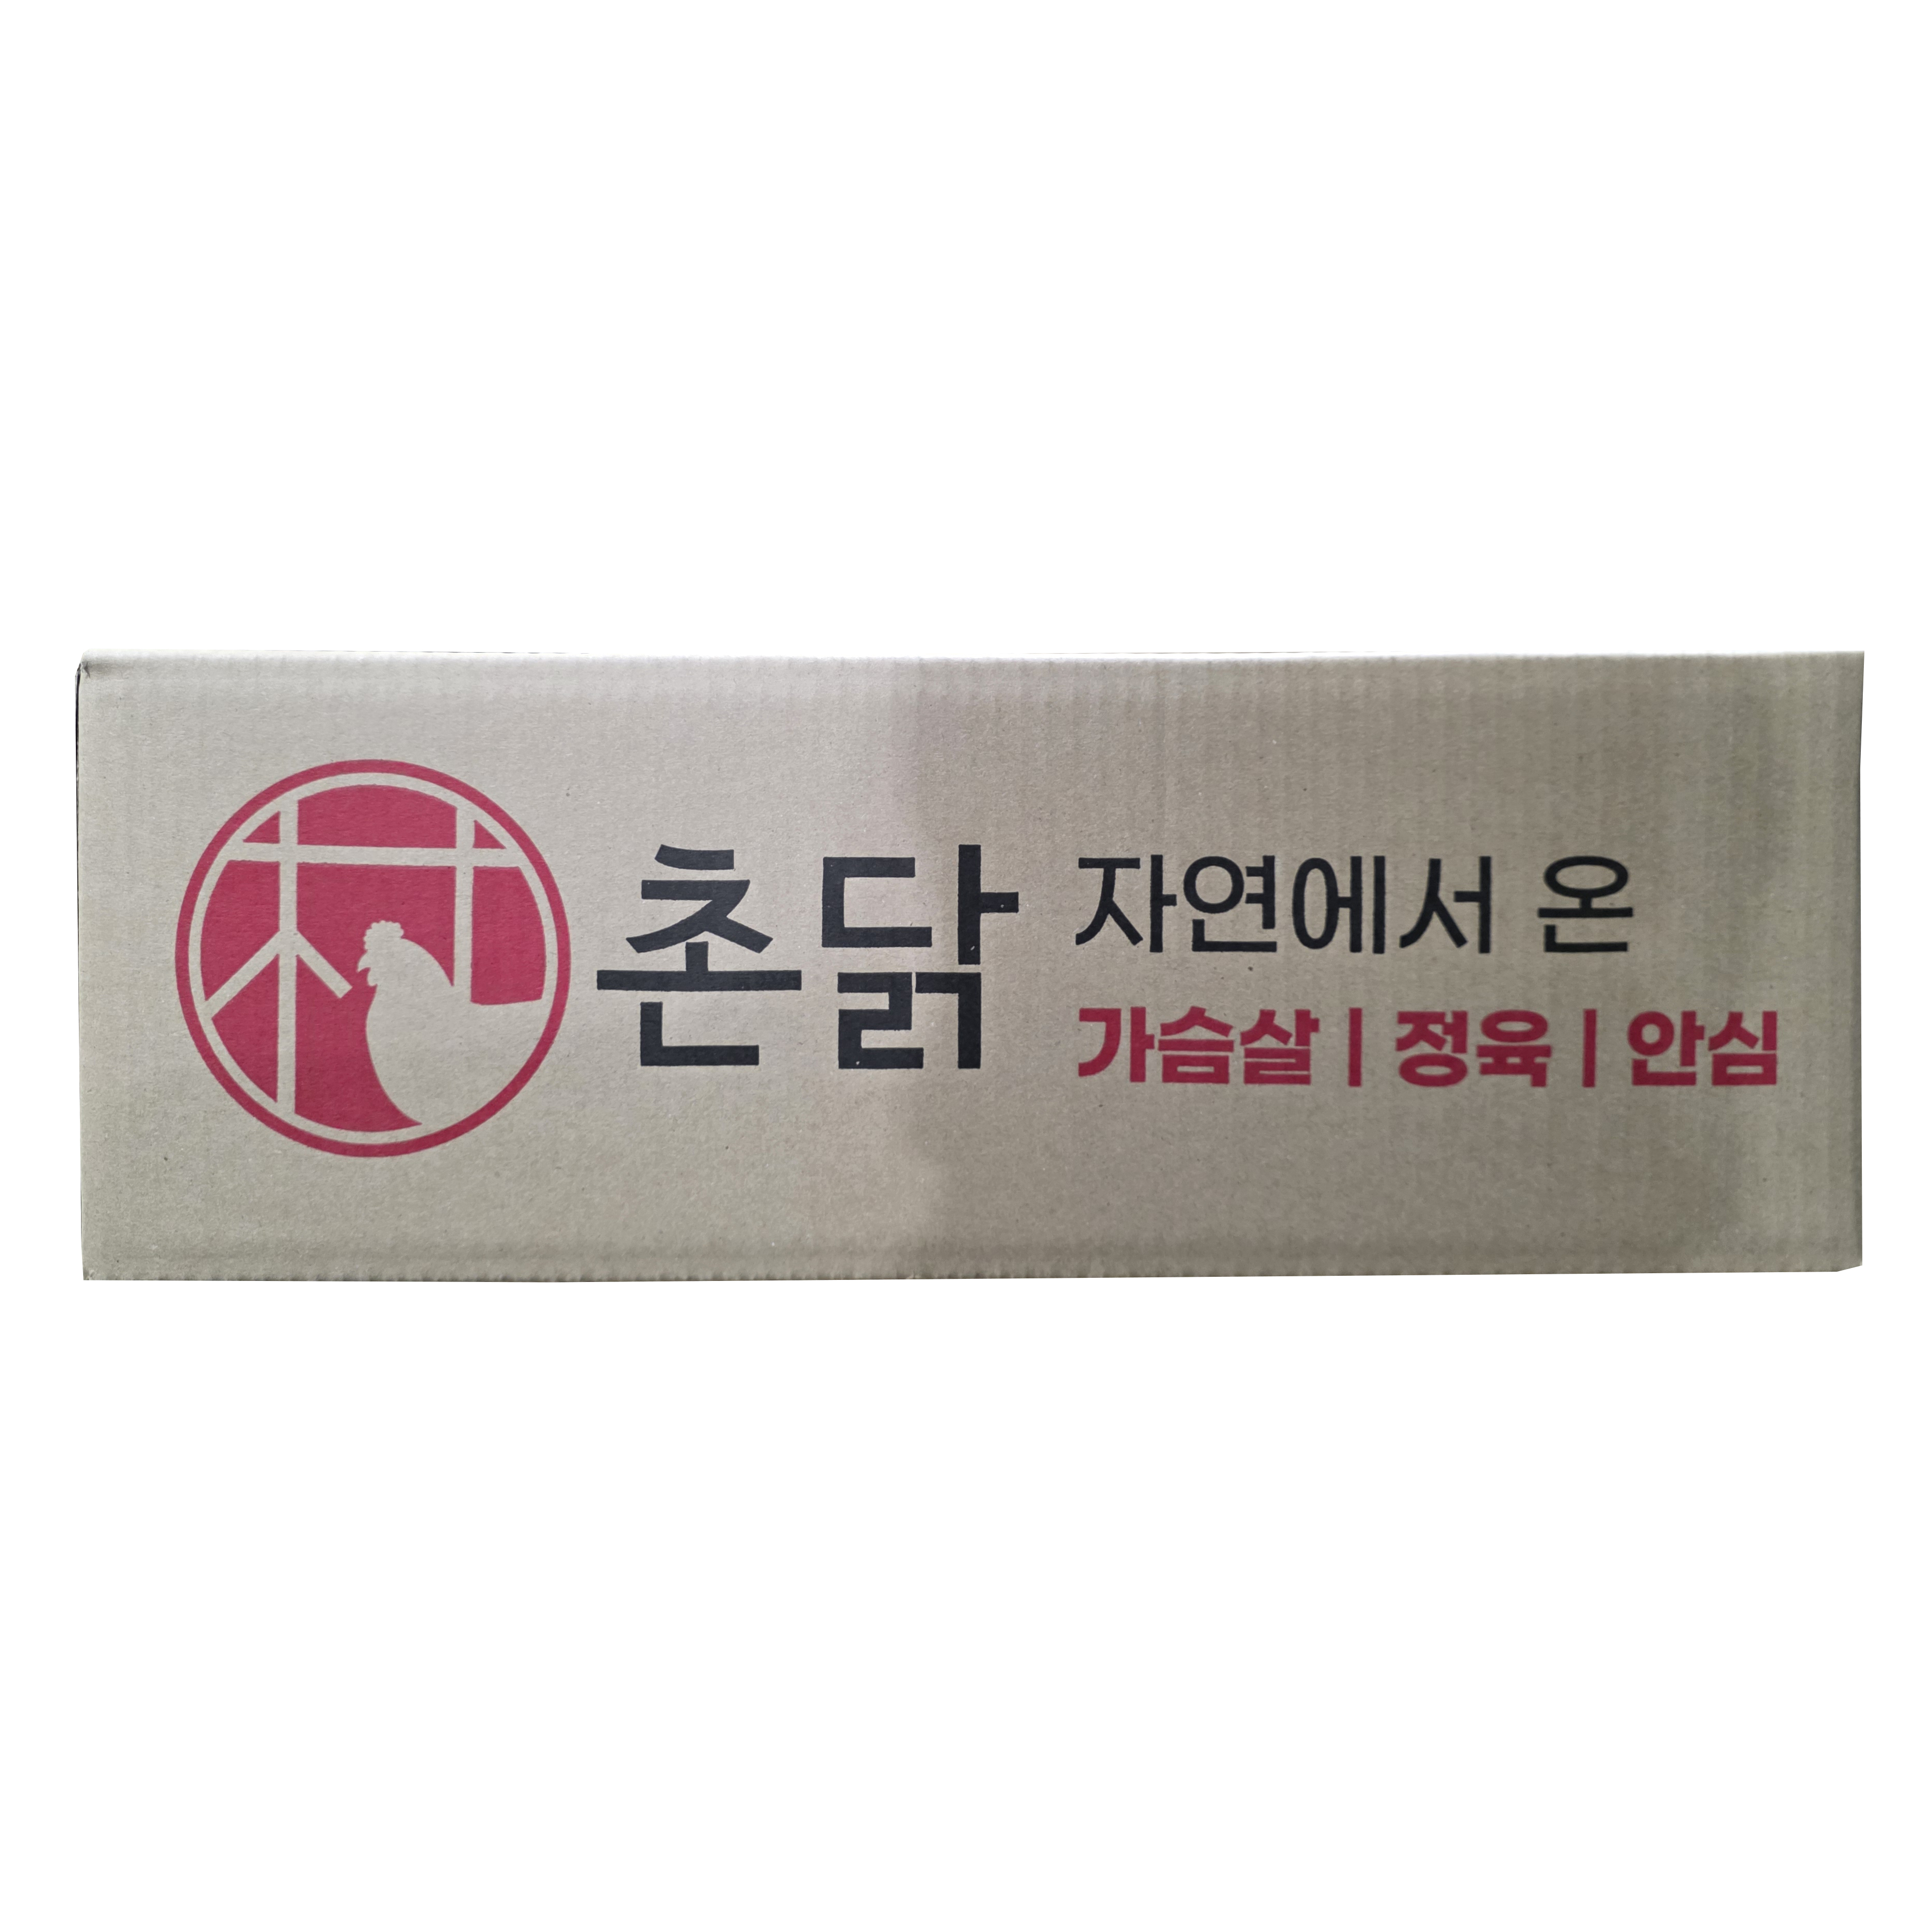 촌닭
자연에서 온
가슴살 | 정육 | 안심